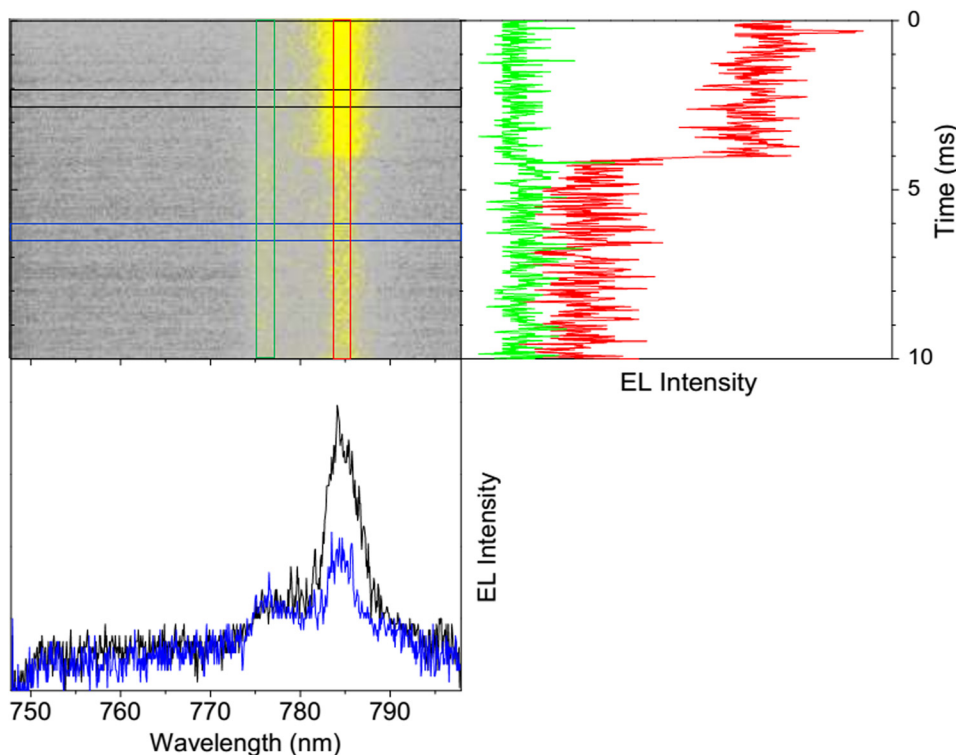 0
5
10
Time (ms)
EL Intensity
EL Intensity
750 760 770 780 790
Wavelength (nm)